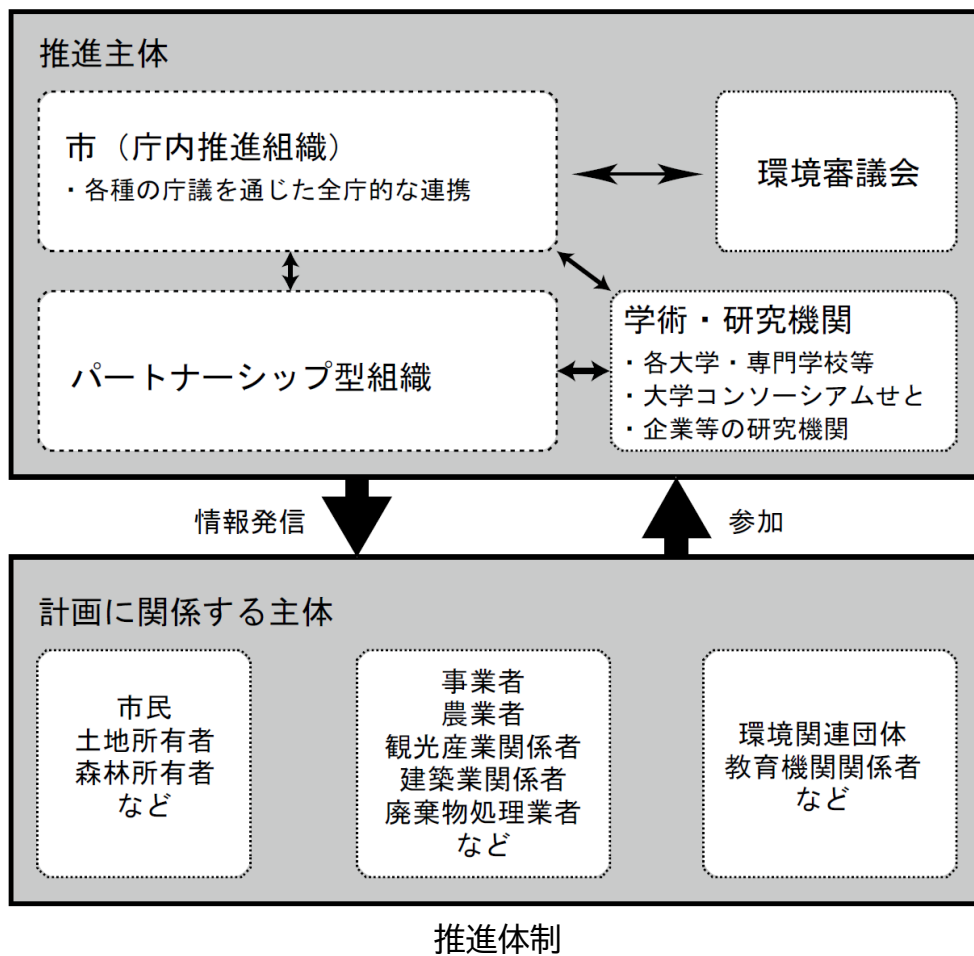 推進主体
市（庁内推進組織）
・各種の庁議を通じた全庁的な連携
環境審議会
パートナーシップ型組織
学術・研究機関
・各大学・専門学校等
・大学コンソーシアムせと
・企業等の研究機関
情報発信
参加
計画に関係する主体
市民
土地所有者
森林所有者
など
事業者
農業者
観光産業関係者
建築業関係者
廃棄物処理業者
など
環境関連団体
教育機関関係者
など
推進体制